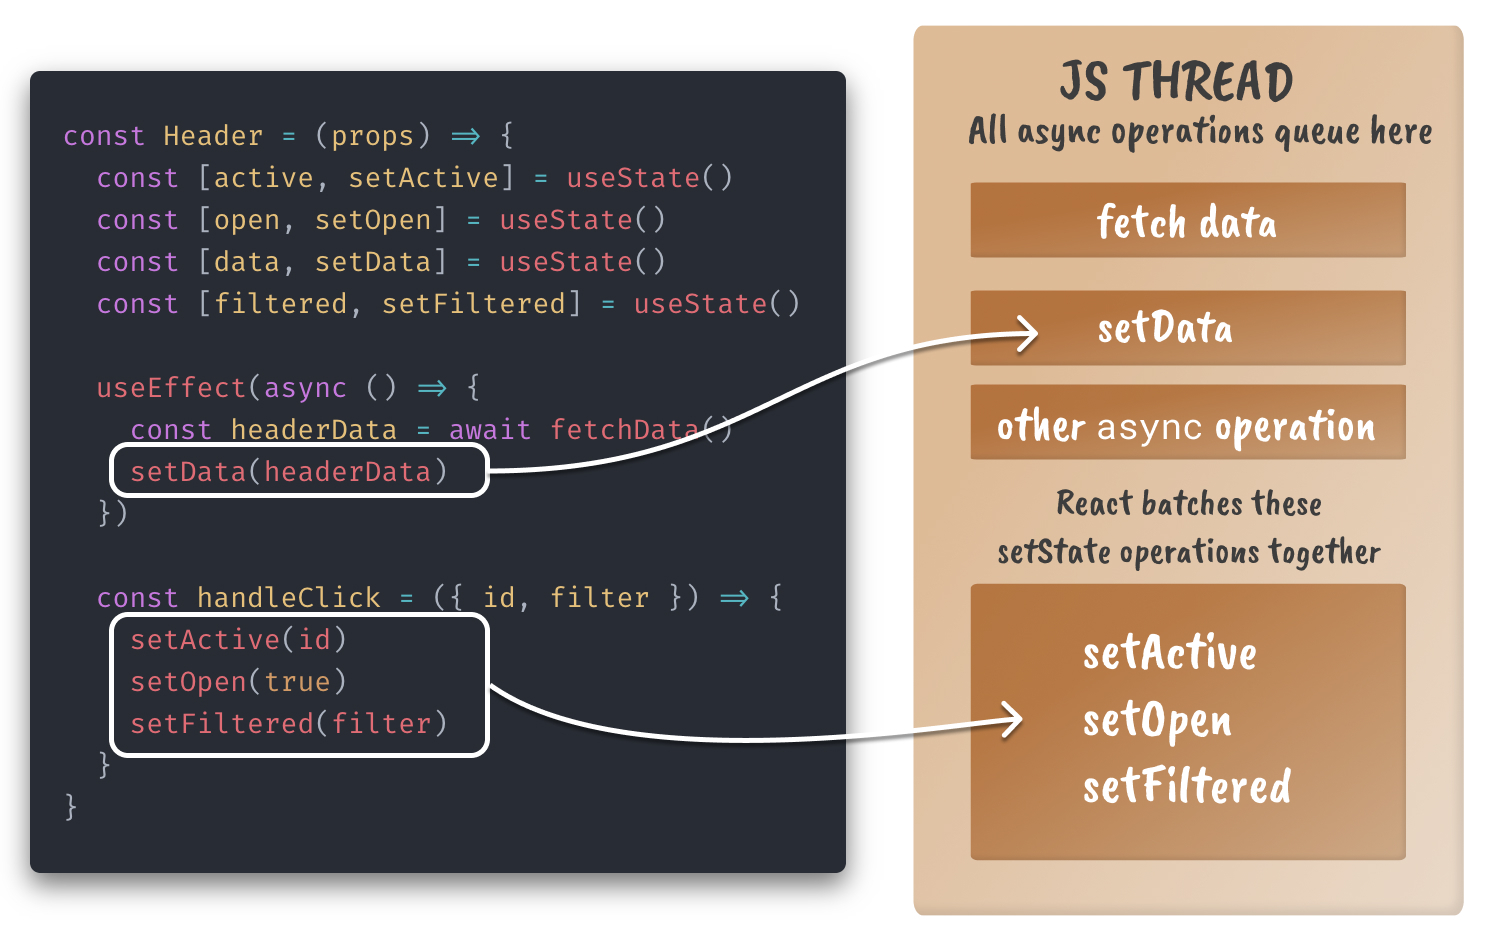 const Header = (props) => {
const [active, setActive] = useState()
const [open, setOpen] = useState()
const [data, setData] = useState()
const [filtered, setFiltered] = useState()
useEffect(async () => {
const headerData = await fetchData()
setData(headerData)
})
const handleClick = ({ id, filter }) => {
setActive(id)
setOpen(true)
setFiltered(filter)
}
}
JS THREAD
All async operations queue here
fetch data
setData
other async operation
React batches these
setState operations together
setActive
setOpen
setFiltered